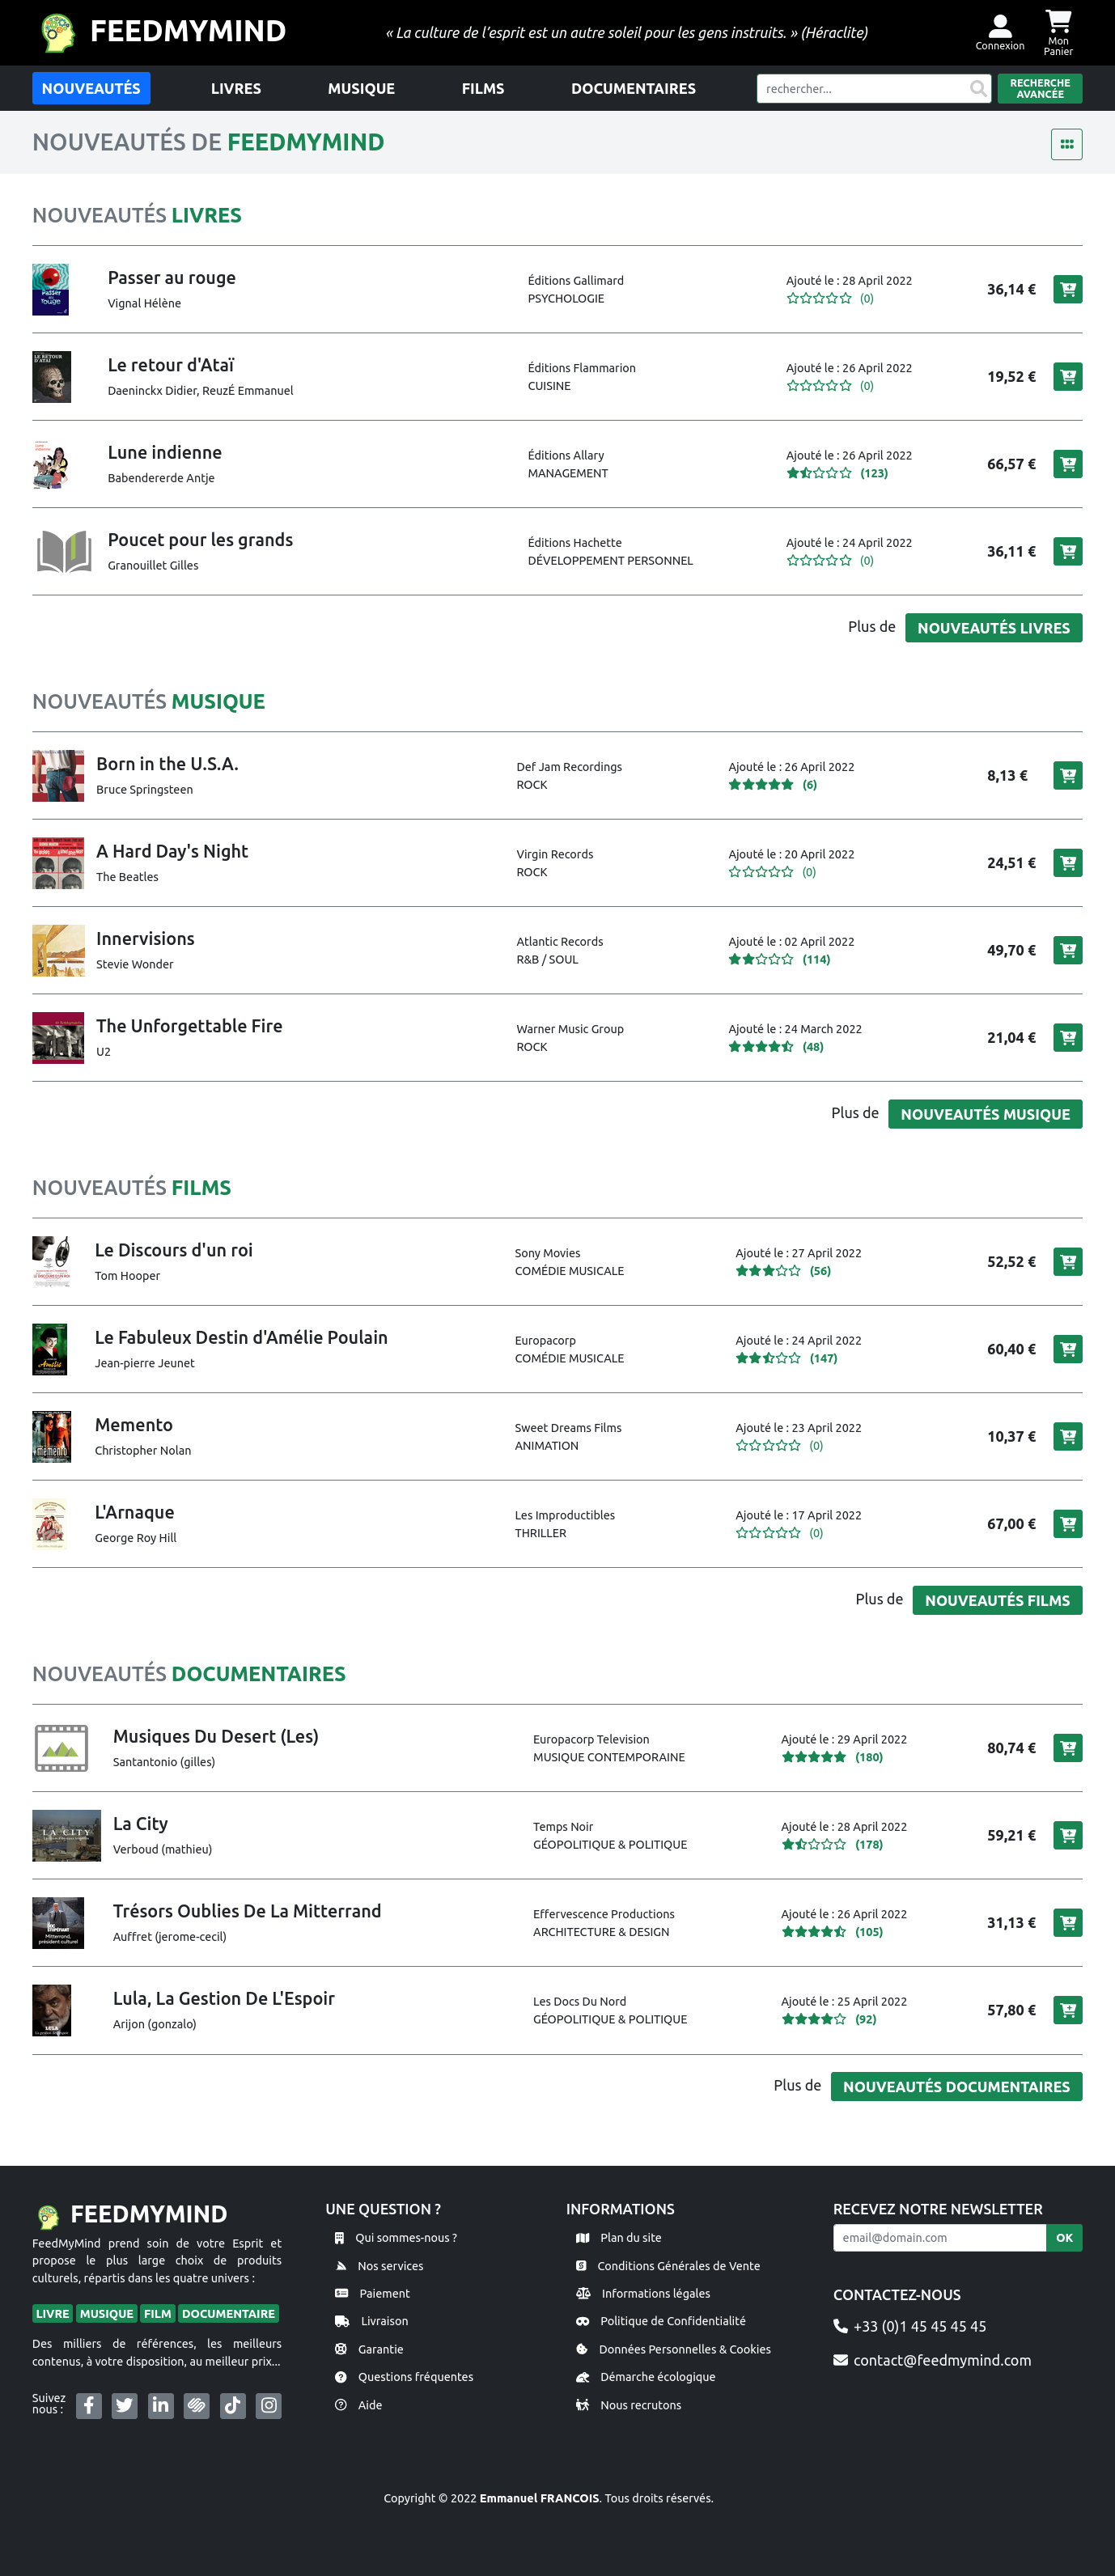 FEEDMYMIND
« La culture de l'esprit est un autre soleil pour les gens instruits. » (Héraclite)
Connexion
Mon
Panier
NOUVEAUTÉS
LIVRES
MUSIQUE
FILMS
DOCUMENTAIRES
rechercher...
RECHERCHE
AVANCÉE
NOUVEAUTÉS DE FEEDMYMIND
NOUVEAUTÉS LIVRES
Passer au rouge
Vignal Hélène
Éditions Gallimard
PSYCHOLOGIE
Ajouté le : 28 April 2022
(0)
36,14 €
Le retour d'Ataï
Daeninckx Didier, ReuzÉ Emmanuel
Éditions Flammarion
CUISINE
Ajouté le : 26 April 2022
(0)
19,52 €
Lune indienne
Babendererde Antje
Éditions Allary
MANAGEMENT
Ajouté le : 26 April 2022
(123)
66,57 €
Poucet pour les grands
Granouillet Gilles
Éditions Hachette
DÉVELOPPEMENT PERSONNEL
Ajouté le : 24 April 2022
(0)
36,11 €
Plus de NOUVEAUTÉS LIVRES
NOUVEAUTÉS MUSIQUE
Born in the U.S.A.
Bruce Springsteen
Def Jam Recordings
ROCK
Ajouté le : 26 April 2022
(6)
8,13 €
A Hard Day's Night
The Beatles
Virgin Records
ROCK
Ajouté le : 20 April 2022
(0)
24,51 €
Innervisions
Stevie Wonder
Atlantic Records
R&B / SOUL
Ajouté le : 02 April 2022
(114)
49,70 €
The Unforgettable Fire
U2
Warner Music Group
ROCK
Ajouté le : 24 March 2022
(48)
21,04 €
Plus de NOUVEAUTÉS MUSIQUE
NOUVEAUTÉS FILMS
Le Discours d'un roi
Tom Hooper
Sony Movies
COMÉDIE MUSICALE
Ajouté le : 27 April 2022
(56)
52,52 €
Le Fabuleux Destin d'Amélie Poulain
Jean-pierre Jeunet
Europacorp
COMÉDIE MUSICALE
Ajouté le : 24 April 2022
(147)
60,40 €
Memento
Christopher Nolan
Sweet Dreams Films
ANIMATION
Ajouté le : 23 April 2022
(0)
10,37 €
L'Arnaque
George Roy Hill
Les Improductibles
THRILLER
Ajouté le : 17 April 2022
(0)
67,00 €
Plus de NOUVEAUTÉS FILMS
NOUVEAUTÉS DOCUMENTAIRES
Musiques Du Desert (Les)
Santantonio (gilles)
Europacorp Television
MUSIQUE CONTEMPORAINE
Ajouté le : 29 April 2022
(180)
80,74 €
LA CITY
La City
Verboud (mathieu)
Temps Noir
GÉOPOLITIQUE & POLITIQUE
Ajouté le : 28 April 2022
(178)
59,21 €
Trésors Oublies De La Mitterrand
Auffret (jerome-cecil)
Effervescence Productions
ARCHITECTURE & DESIGN
Ajouté le : 26 April 2022
(105)
31,13 €
Lula, La Gestion De L'Espoir
Arijon (gonzalo)
Les Docs Du Nord
GÉOPOLITIQUE & POLITIQUE
Ajouté le : 25 April 2022
(92)
57,80 €
Plus de NOUVEAUTÉS DOCUMENTAIRES
FEEDMYMIND
FeedMyMind prend soin de votre Esprit et
propose le plus large choix de produits
culturels, répartis dans les quatre univers :
LIVRE MUSIQUE FILM DOCUMENTAIRE
Des milliers de références, les meilleurs
contenus, à votre disposition, au meilleur prix...
Suivez
nous :
UNE QUESTION ?
Qui sommes-nous ?
Nos services
Paiement
Livraison
Garantie
Questions fréquentes
Aide
INFORMATIONS
Plan du site
Conditions Générales de Vente
Informations légales
Politique de Confidentialité
Données Personnelles & Cookies
Démarche écologique
Nous recrutons
RECEVEZ NOTRE NEWSLETTER
email@domain.com
OK
CONTACTEZ-NOUS
+33 (0)1 45 45 45 45
contact@feedmymind.com
Copyright © 2022 Emmanuel FRANCOIS. Tous droits réservés.